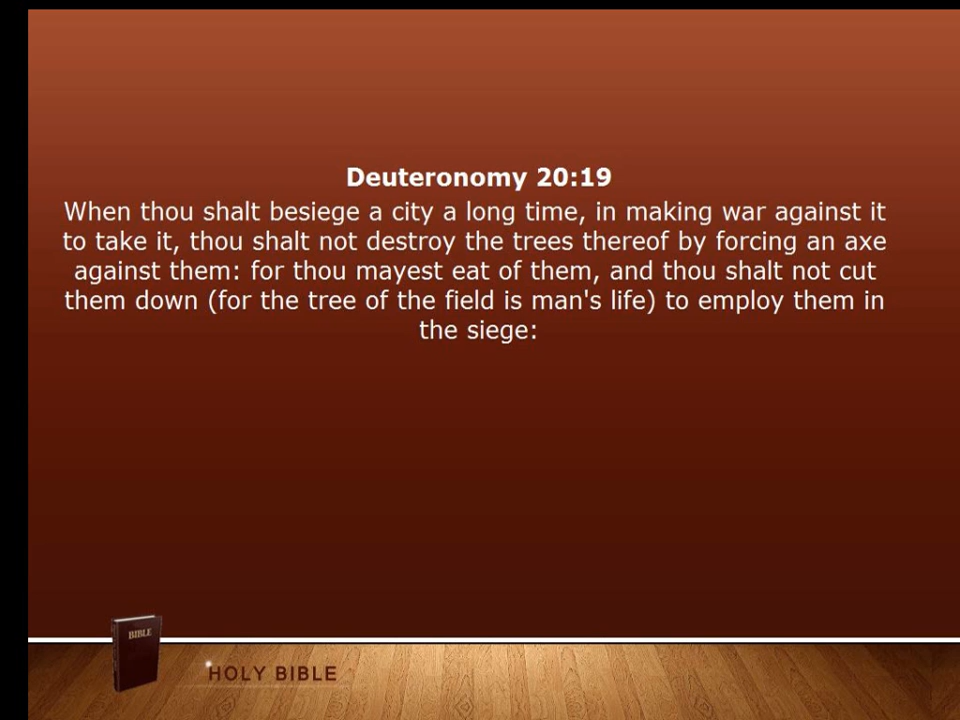 Deuteronomy 20:19
When thou shalt besiege a city a long time, in making war against it
to take it, thou shalt not destroy the trees thereof by forcing an axe
against them: for thou mayest eat of them, and thou shalt not cut
them down (for the tree of the field is man's life) to employ them in
the siege:
BIBLE
HOLY BIBLE